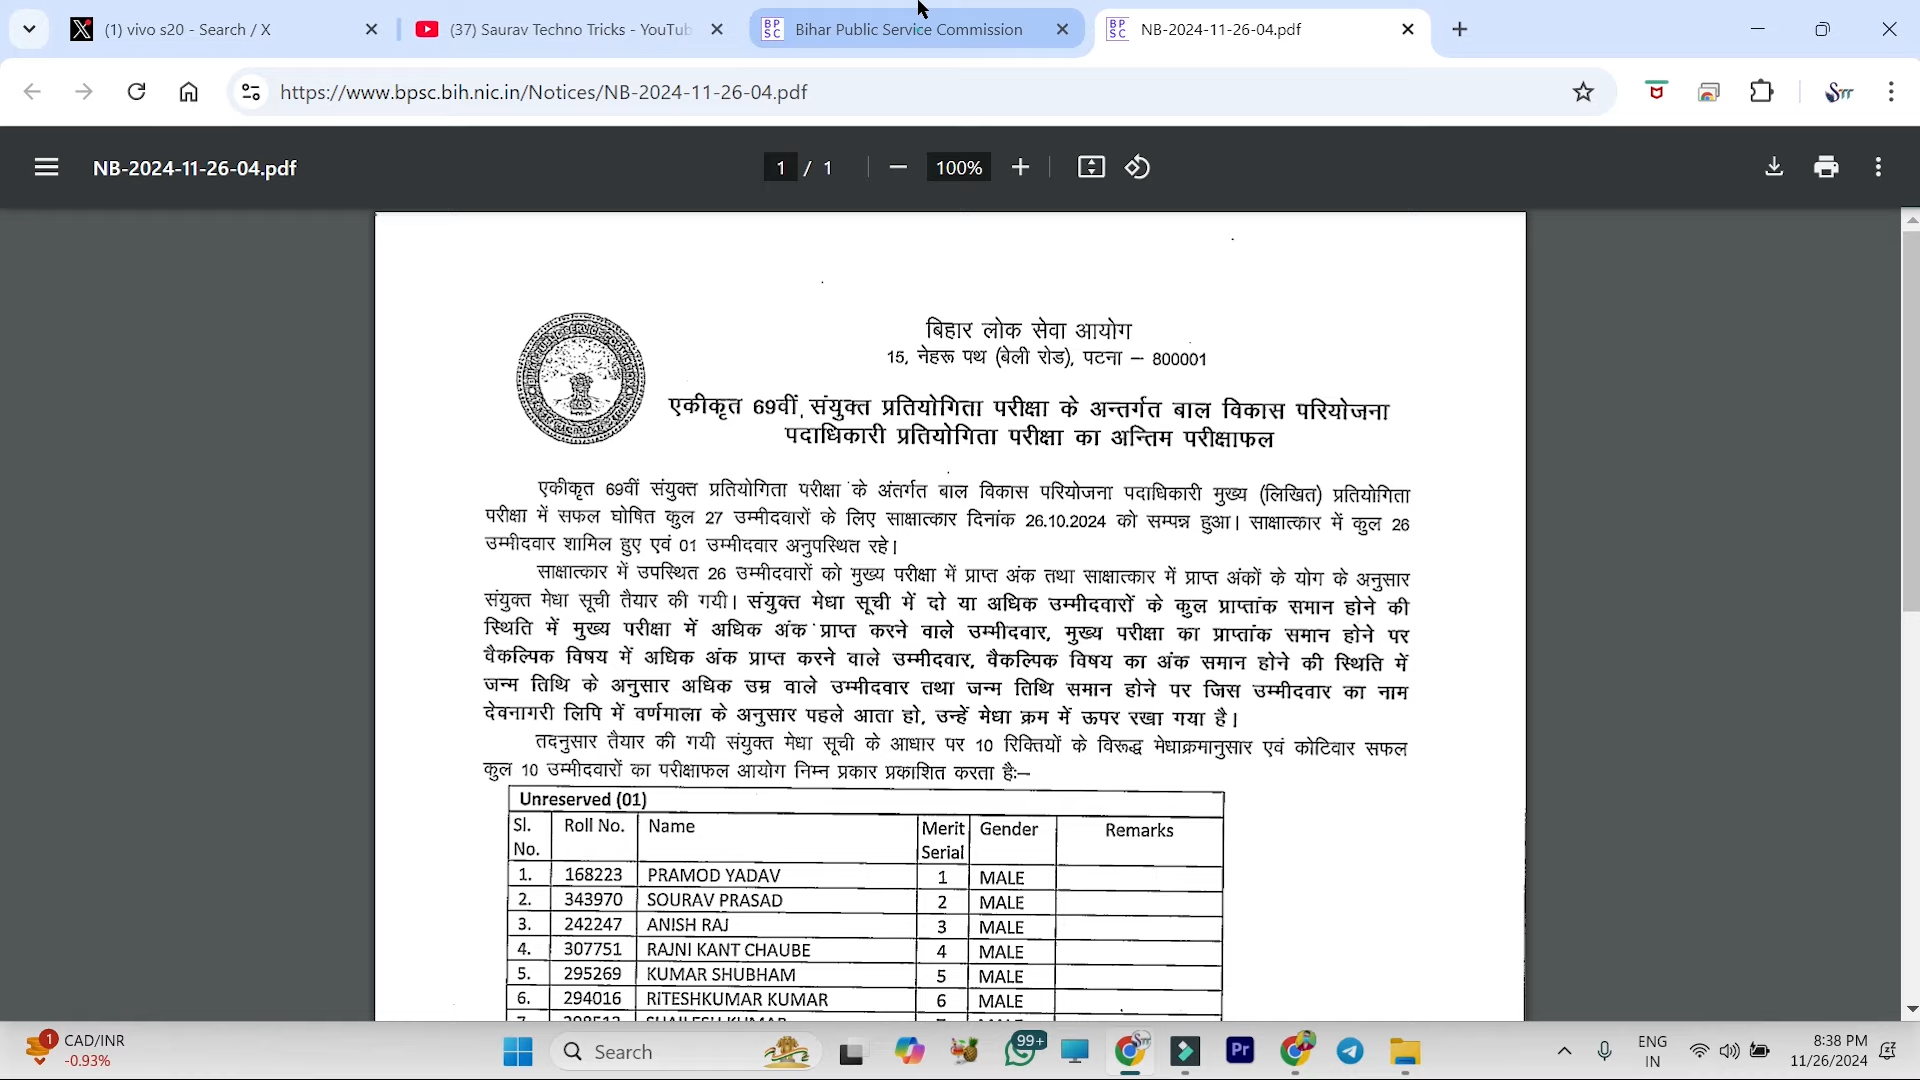 (1) vivo s20 - Search / X
(37) Saurav Techno Tricks - YouTub
Bihar Public Service Commission
NB-2024-11-26-04.pdf
https://www.bpsc.bih.nic.in/Notices/NB-2024-11-26-04.pdf
NB-2024-11-26-04.pdf
1 / 1
100%
बिहार लोक सेवा आयोग
15, नेहरू पथ (बेली रोड), पटना – 800001
एकीकृत 69वीं संयुक्त प्रतियोगिता परीक्षा के अन्तर्गत बाल विकास परियोजना
पदाधिकारी प्रतियोगिता परीक्षा का अन्तिम परीक्षाफल
एकीकृत 69वीं संयुक्त प्रतियोगिता परीक्षा के अंतर्गत बाल विकास परियोजना पदाधिकारी मुख्य (लिखित) प्रतियोगिता
परीक्षा में सफल घोषित कुल 27 उम्मीदवारों के लिए साक्षात्कार दिनांक 26.10.2024 को सम्पन्न हुआ। साक्षात्कार में कुल 26
उम्मीदवार शामिल हुए एवं 01 उम्मीदवार अनुपस्थित रहे।
साक्षात्कार में उपस्थित 26 उम्मीदवारों को मुख्य परीक्षा में प्राप्त अंक तथा साक्षात्कार में प्राप्त अंकों के योग के अनुसार
संयुक्त मेधा सूची तैयार की गयी। संयुक्त मेधा सूची में दो या अधिक उम्मीदवारों के कुल प्राप्तांक समान होने की
स्थिति में मुख्य परीक्षा में अधिक अंक प्राप्त करने वाले उम्मीदवार, मुख्य परीक्षा का प्राप्तांक समान होने पर
वैकल्पिक विषय में अधिक अंक प्राप्त करने वाले उम्मीदवार, वैकल्पिक विषय का अंक समान होने की स्थिति में
जन्म तिथि के अनुसार अधिक उम्र वाले उम्मीदवार तथा जन्म तिथि समान होने पर जिस उम्मीदवार का नाम
देवनागरी लिपि में वर्णमाला के अनुसार पहले आता हो, उन्हें मेधा क्रम में ऊपर रखा गया है।
तदनुसार तैयार की गयी संयुक्त मेधा सूची के आधार पर 10 रिक्तियों के विरूद्ध मेधाक्रमानुसार एवं कोटिवार सफल
कुल 10 उम्मीदवारों का परीक्षाफल आयोग निम्न प्रकार प्रकाशित करता है:–
Unreserved (01)
Sl. No. Roll No. Name Merit Serial Gender Remarks
1. 168223 PRAMOD YADAV 1 MALE
2. 343970 SOURAV PRASAD 2 MALE
3. 242247 ANISH RAJ 3 MALE
4. 307751 RAJNI KANT CHAUBE 4 MALE
5. 295269 KUMAR SHUBHAM 5 MALE
6. 294016 RITESHKUMAR KUMAR 6 MALE
CAD/INR
-0.93%
Search
99+
ENG
IN
8:38 PM
11/26/2024